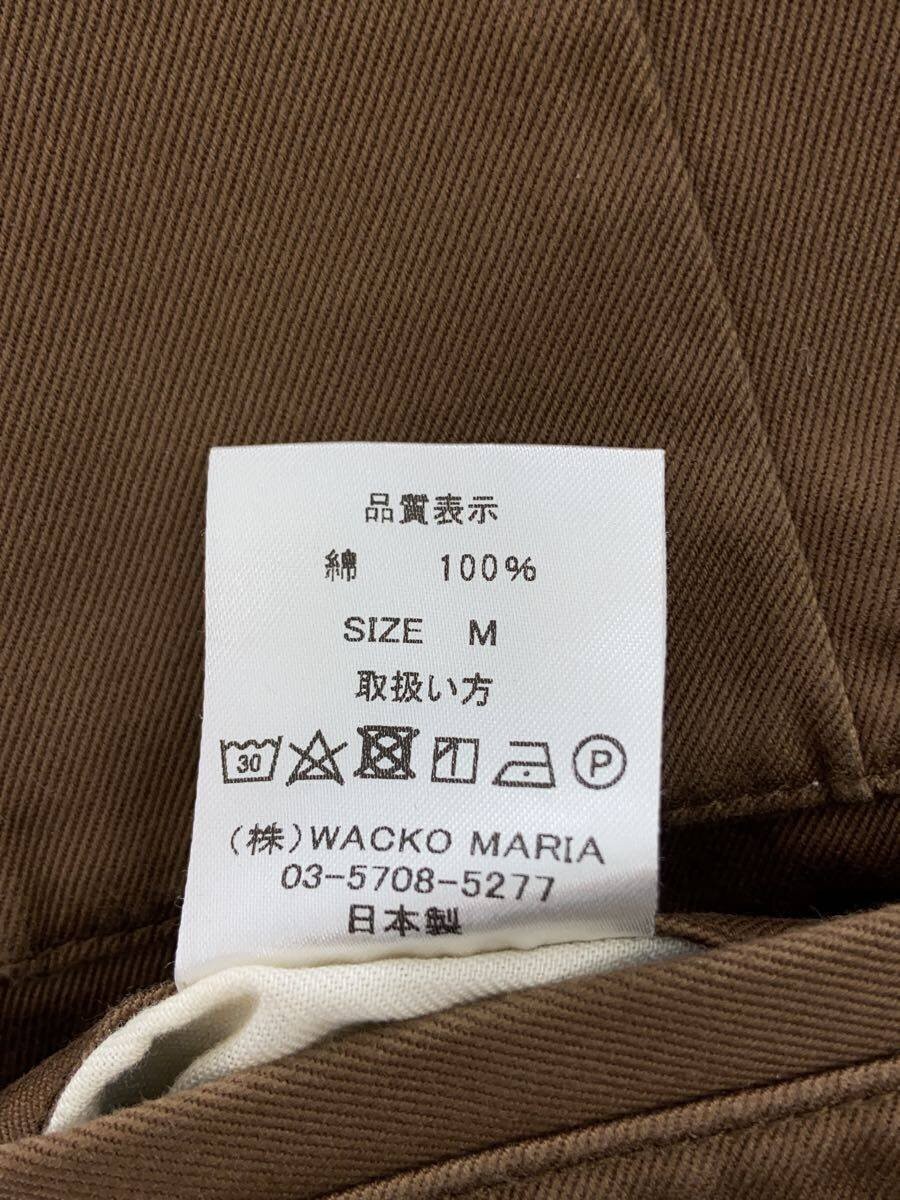 品質表示
綿 100%
SIZE M
取扱い方
30 P
(株)WACKO MARIA
03-5708-5277
日本製